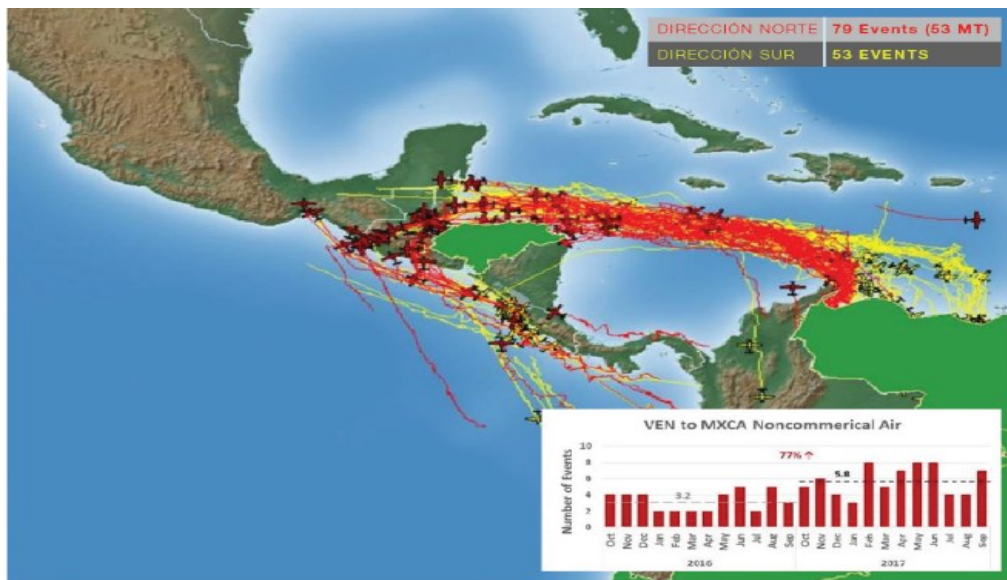 DIRECCIÓN NORTE 79 Events (53 MT)
DIRECCIÓN SUR 53 EVENTS
VEN to MXCA Noncommerical Air
77% ↑
5.8
3.2
Number of Events
10
8
6
4
2
0
Oct Nov Dec Jan Feb Mar Apr May Jun Jul Aug Sep Oct Nov Dec Jan Feb Mar Apr May Jun Jul Aug Sep
2016 2017